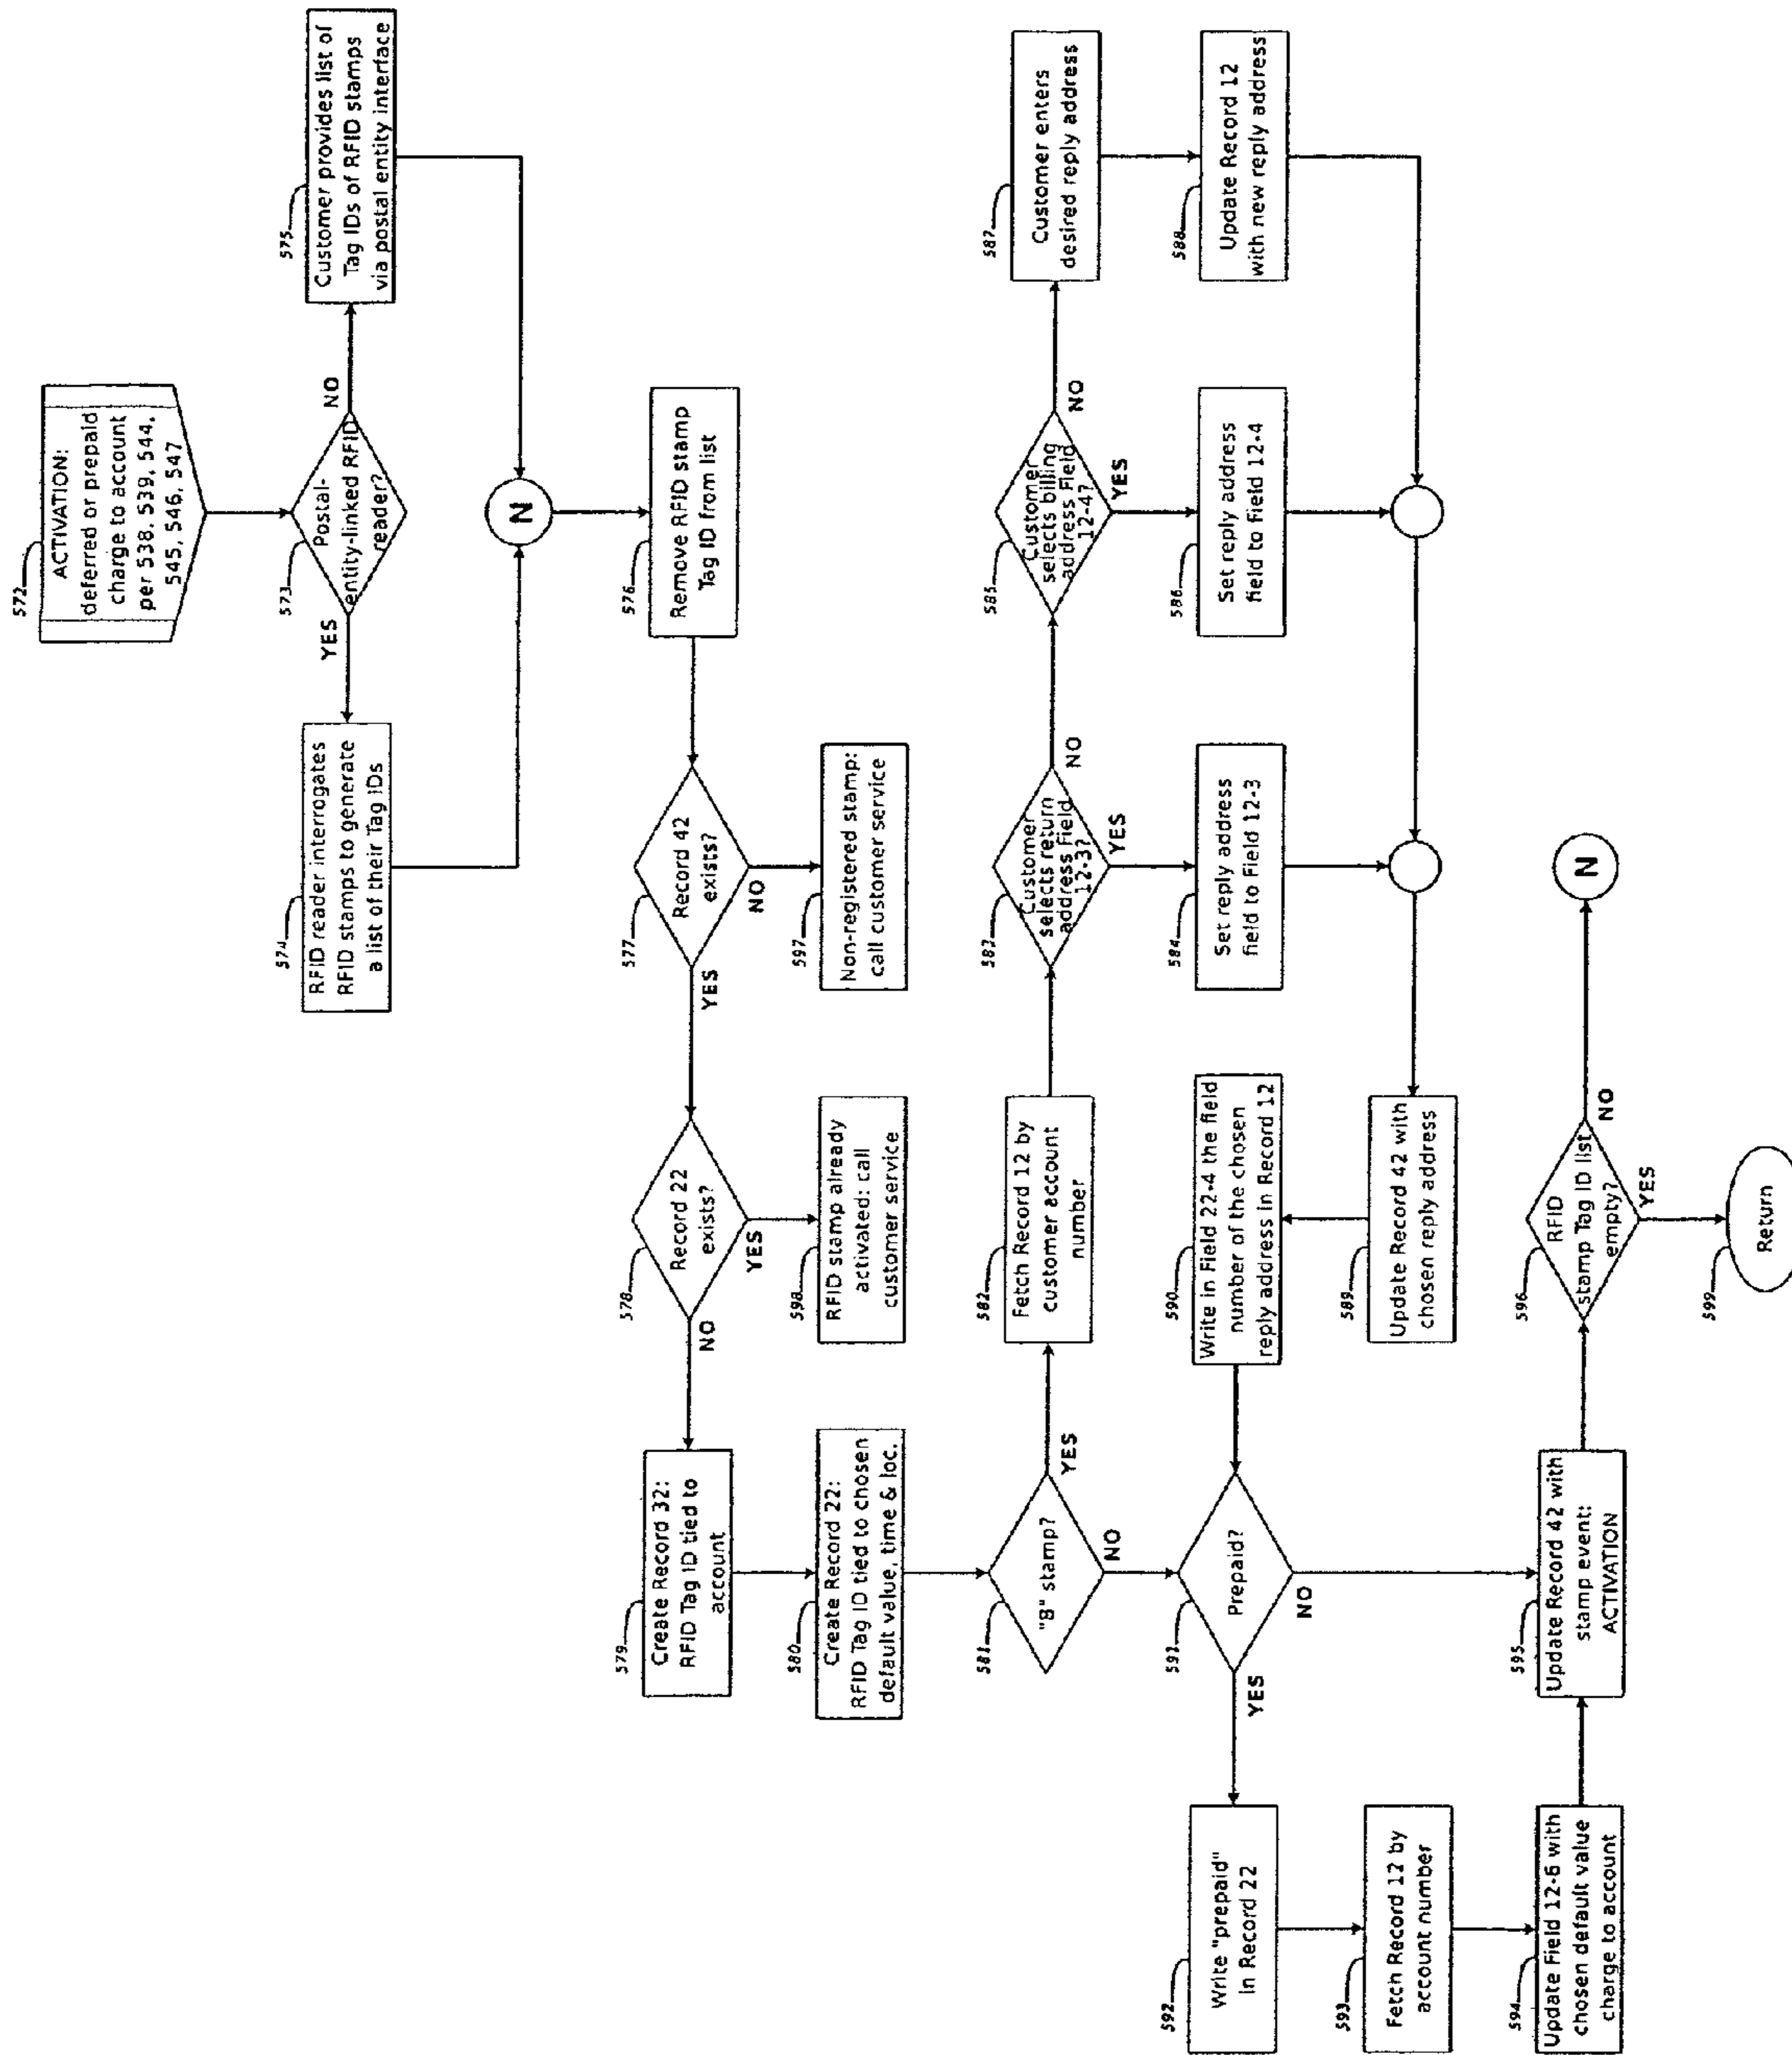 572
ACTIVATION:
deferred or prepaid
charge to account
per 538, 539, 544,
545, 546, 547
573
Postal-
entity-linked RFID
reader?
YES
NO
574
RFID reader interrogates
RFID stamps to generate
a list of their Tag IDs
575
Customer provides list of
Tag IDs of RFID stamps
via postal entity interface
N
576
Remove RFID stamp
Tag ID from list
577
Record 42
exists?
YES
NO
597
Non-registered stamp:
call customer service
578
Record 22
exists?
NO
YES
598
RFID stamp already
activated: call
customer service
579
Create Record 32:
RFID Tag ID tied to
account
580
Create Record 22:
RFID Tag ID tied to chosen
default value, time & loc.
581
"B" stamp?
YES
NO
582
Fetch Record 12 by
customer account
number
583
Customer
selects return
address Field
12-3?
NO
YES
584
Set reply address
field to Field 12-3
585
Customer
selects billing
address Field
12-4?
NO
YES
586
Set reply address
field to field 12-4
587
Customer enters
desired reply address
588
Update Record 12
with new reply address
589
Update Record 42 with
chosen reply address
590
Write in Field 22-4 the field
number of the chosen
reply address in Record 12
591
Prepaid?
YES
NO
592
Write "prepaid"
in Record 22
593
Fetch Record 12 by
account number
594
Update Field 12-6 with
chosen default value
charge to account
595
Update Record 42 with
stamp event:
ACTIVATION
596
RFID
stamp Tag ID list
empty?
NO
YES
N
599
Return